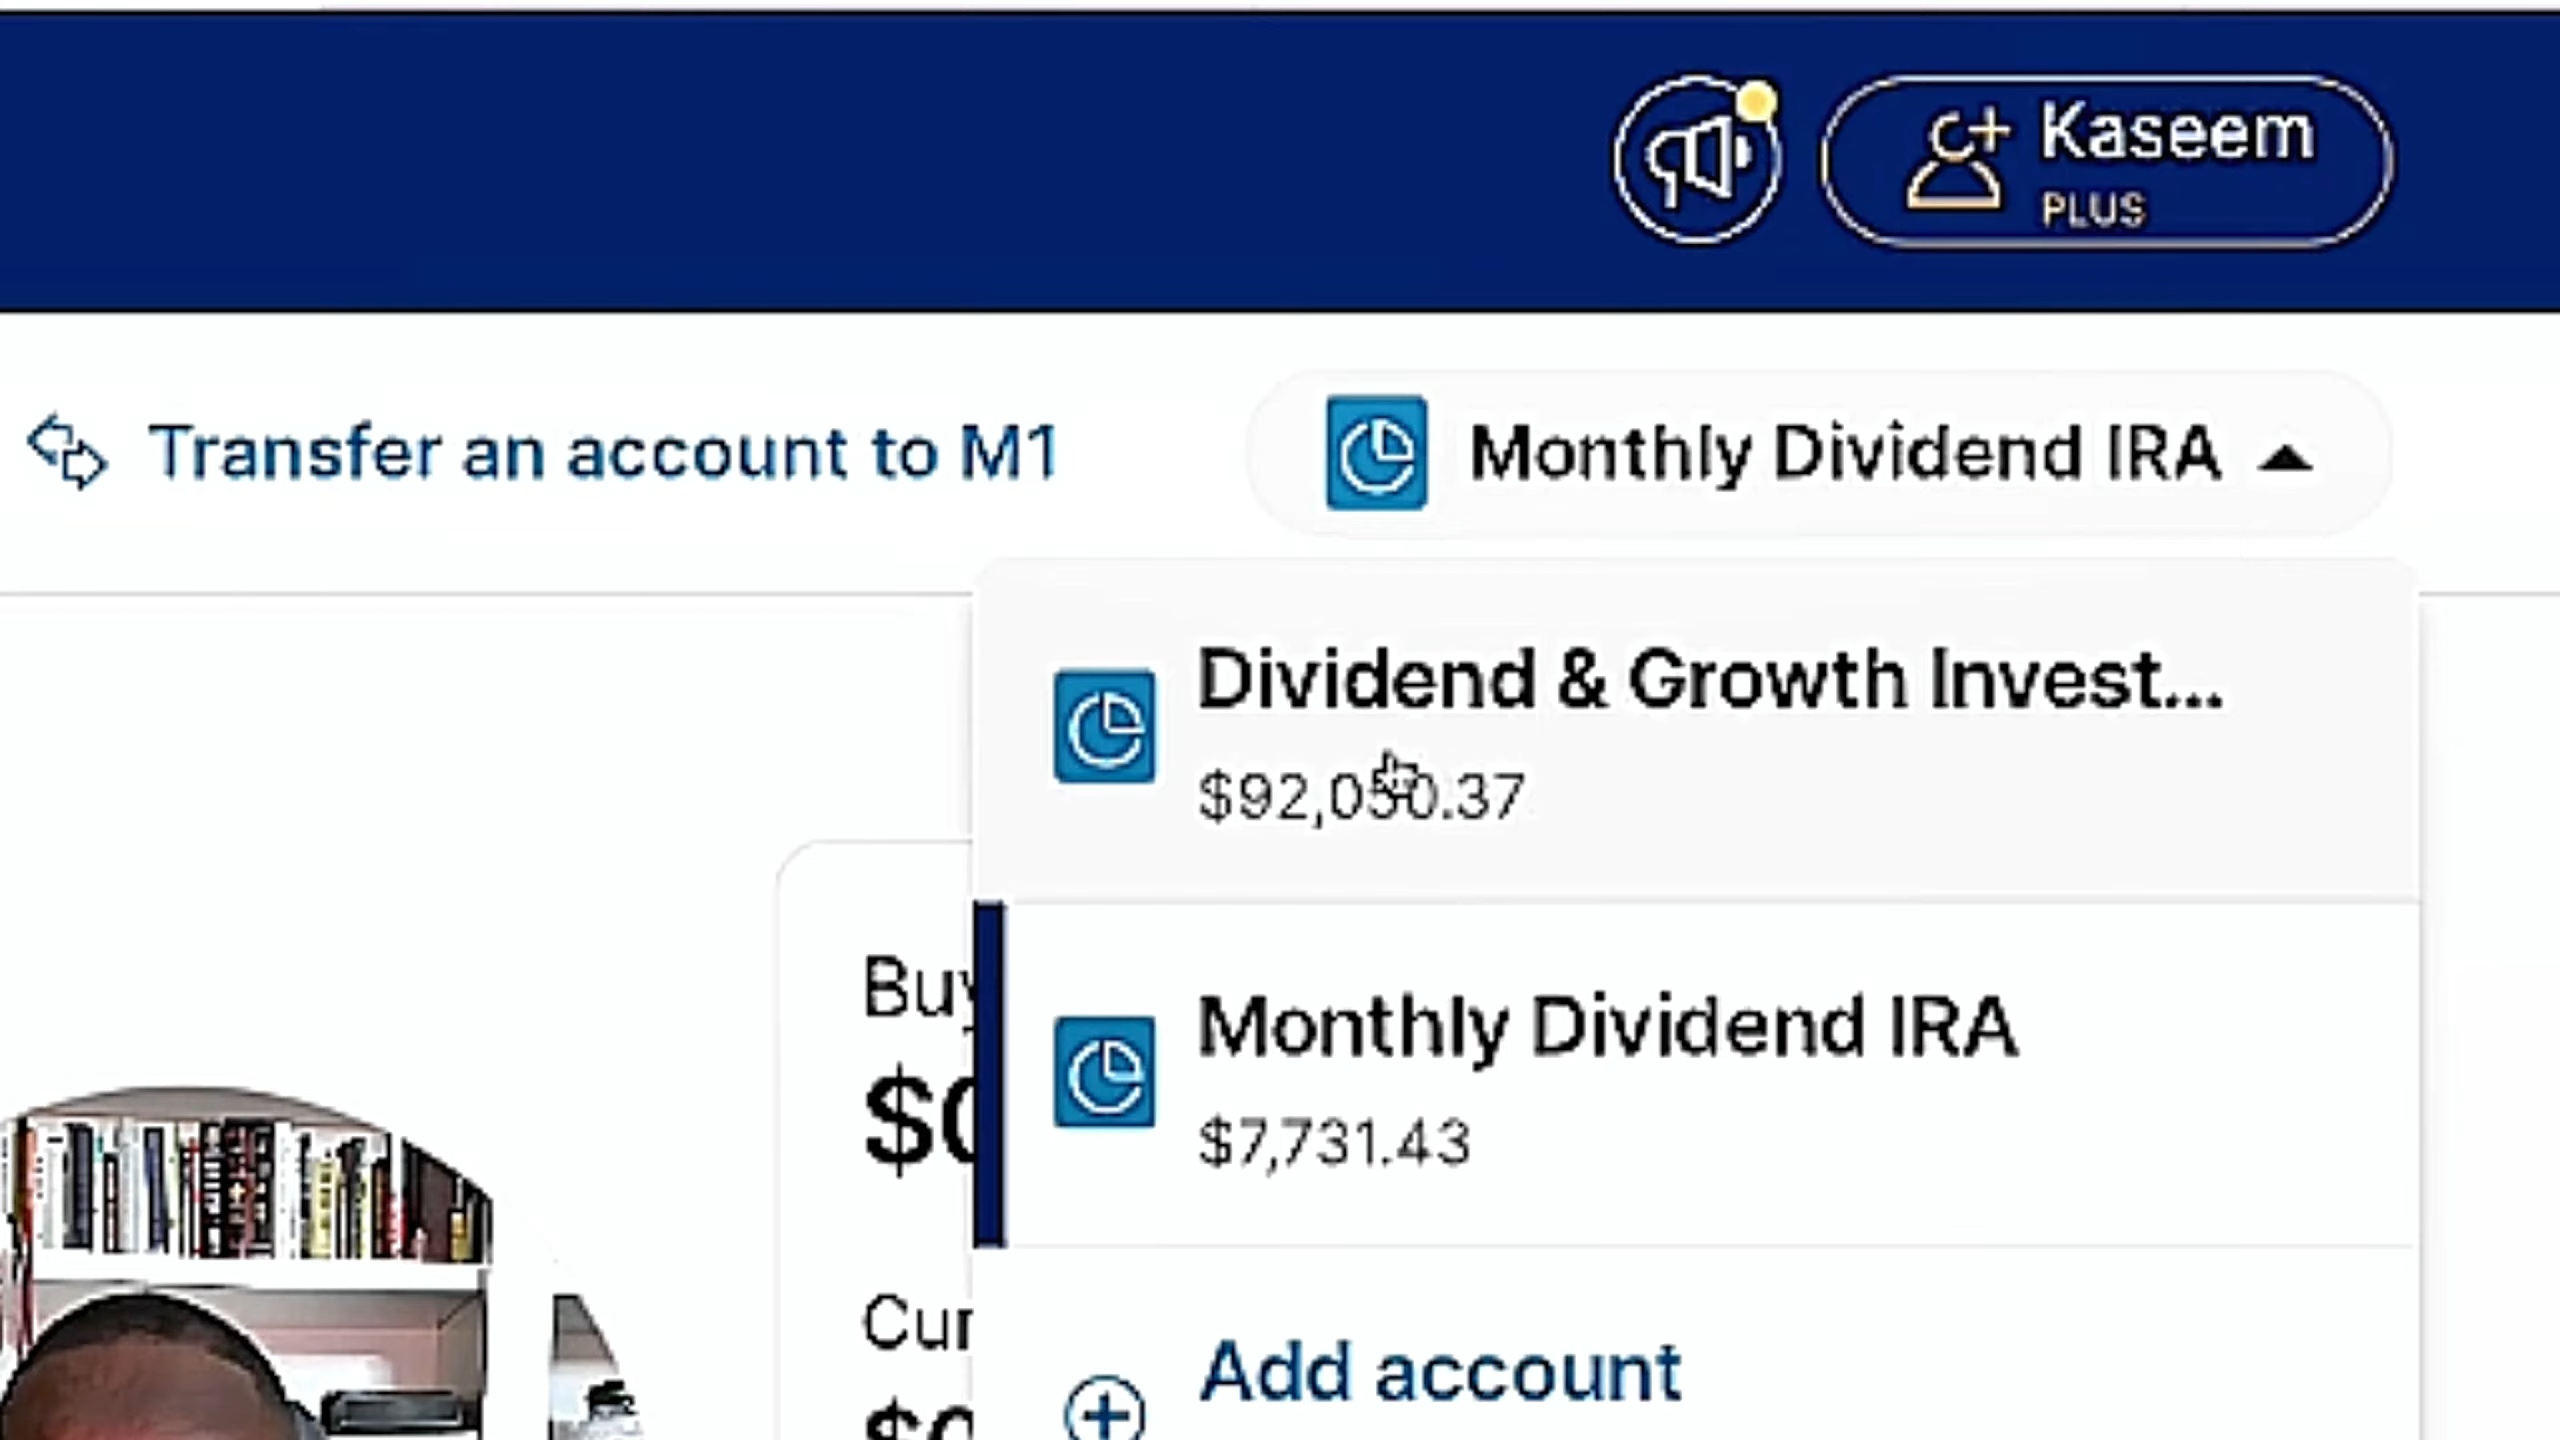 Kaseem
PLUS
Transfer an account to M1
Monthly Dividend IRA
Dividend & Growth Invest...
Monthly Dividend IRA
$7,731.43
Add account